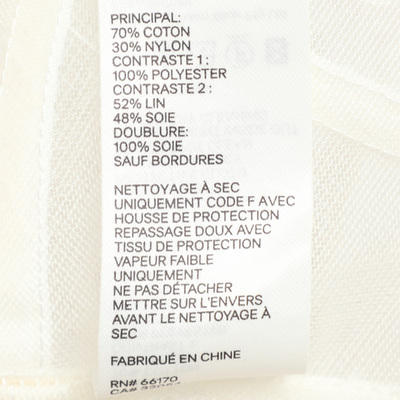 PRINCIPAL:
70% COTON
30% NYLON
CONTRASTE 1 :
100% POLYESTER
CONTRASTE 2 :
52% LIN
48% SOIE
DOUBLURE:
100% SOIE
SAUF BORDURES
NETTOYAGE À SEC
UNIQUEMENT CODE F AVEC
HOUSSE DE PROTECTION
REPASSAGE DOUX AVEC
TISSU DE PROTECTION
VAPEUR FAIBLE
UNIQUEMENT
NE PAS DÉTACHER
METTRE SUR L'ENVERS
AVANT LE NETTOYAGE À
SEC
FABRIQUÉ EN CHINE
RN# 66170
CA#